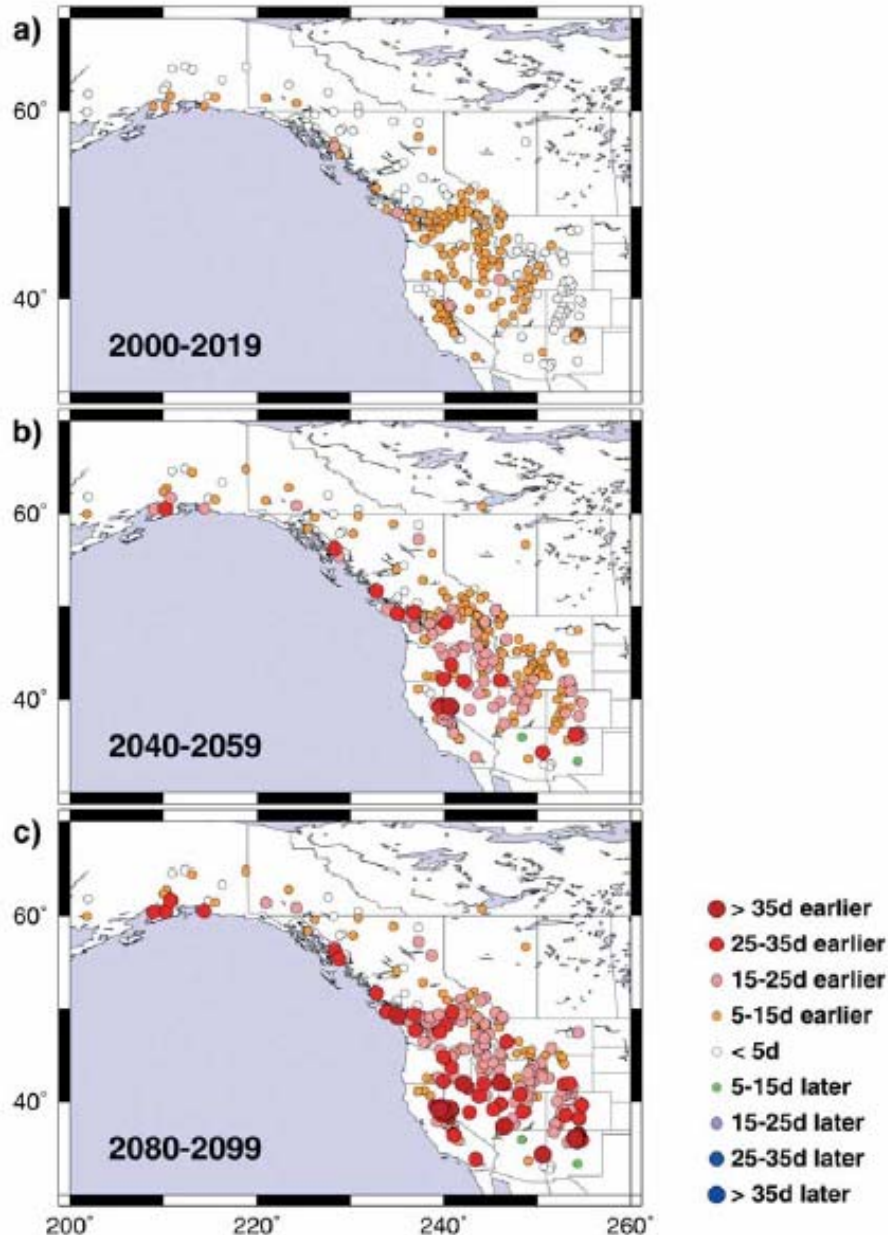 a)
60°
40°
2000-2019
b)
60°
40°
2040-2059
c)
60°
40°
2080-2099
200° 220° 240° 260°
> 35d earlier
25-35d earlier
15-25d earlier
5-15d earlier
< 5d
5-15d later
15-25d later
25-35d later
> 35d later